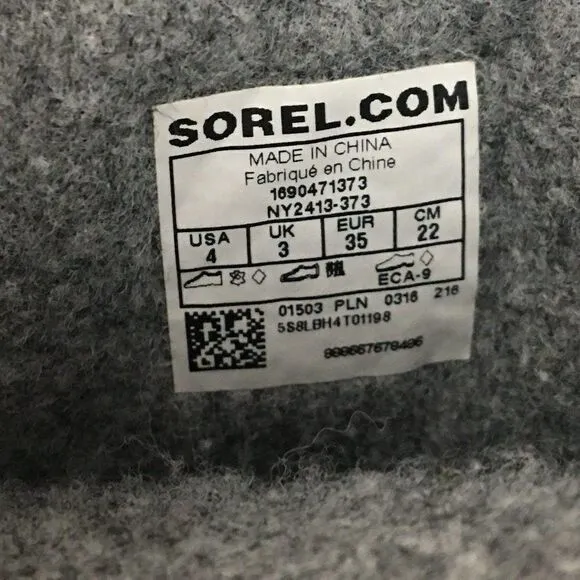 SOREL.COM
MADE IN CHINA
Fabriqué en Chine
1690471373
NY2413-373
USA UK EUR CM
4 3 35 22
ECA-9
01503 PLN 0316 216
5S8LBH4T01198